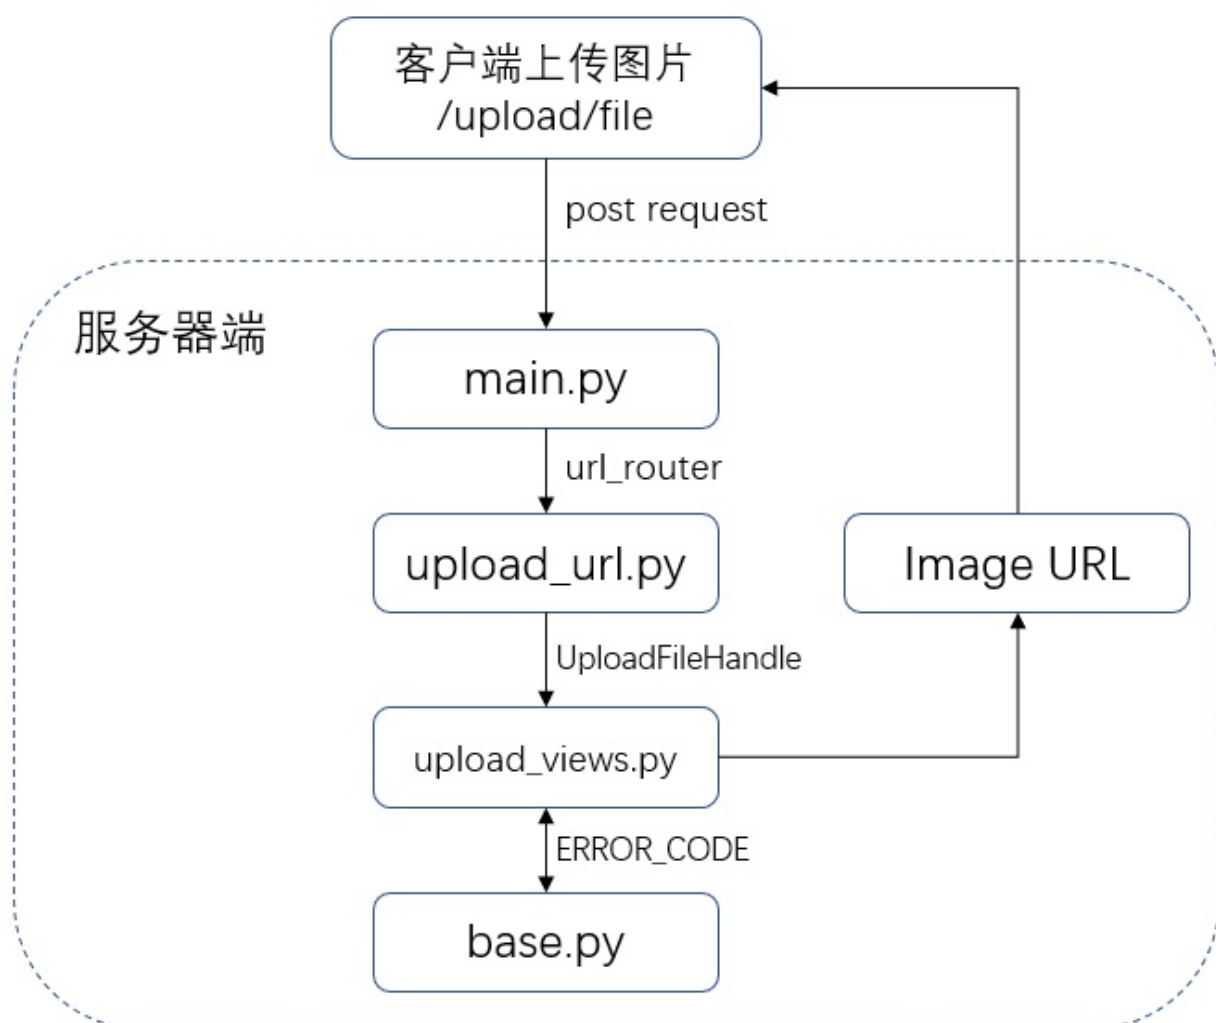 客户端上传图片
/upload/file
post request
服务器端
main.py
url_router
upload_url.py
Image URL
UploadFileHandle
upload_views.py
ERROR_CODE
base.py